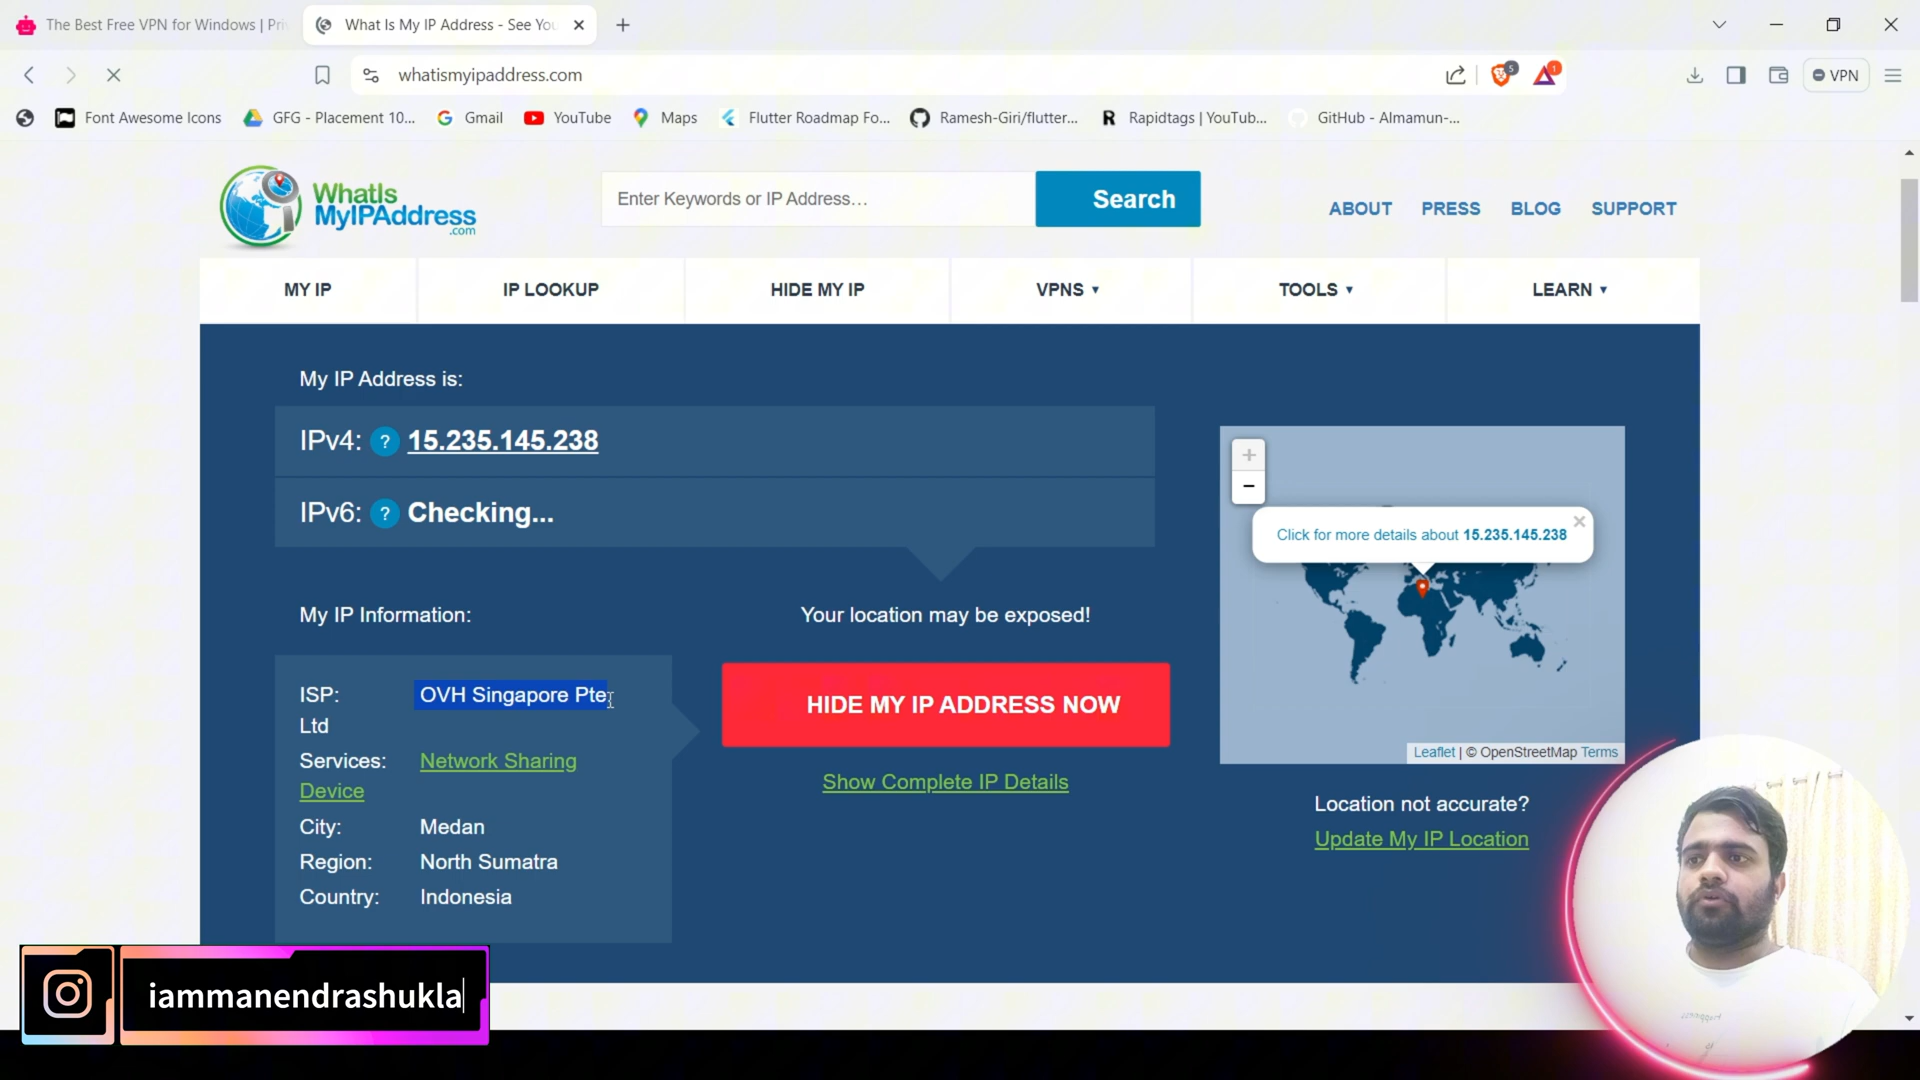 The Best Free VPN for Windows | Pri
What Is My IP Address - See You
whatismyipaddress.com
5
1
VPN
Font Awesome Icons
GFG - Placement 10...
Gmail
YouTube
Maps
Flutter Roadmap Fo...
Ramesh-Giri/flutter...
Rapidtags | YouTub...
GitHub - Almamun-...
WhatIs
MyIPAddress
.com
Enter Keywords or IP Address...
Search
ABOUT
PRESS
BLOG
SUPPORT
MY IP
IP LOOKUP
HIDE MY IP
VPNS
TOOLS
LEARN
My IP Address is:
IPv4: ? 15.235.145.238
IPv6: ? Checking...
+
−
Click for more details about 15.235.145.238
Leaflet | © OpenStreetMap Terms
My IP Information:
Your location may be exposed!
ISP: OVH Singapore Pte
Ltd
Services: Network Sharing
Device
City: Medan
Region: North Sumatra
Country: Indonesia
HIDE MY IP ADDRESS NOW
Show Complete IP Details
Location not accurate?
Update My IP Location
iammanendrashukla